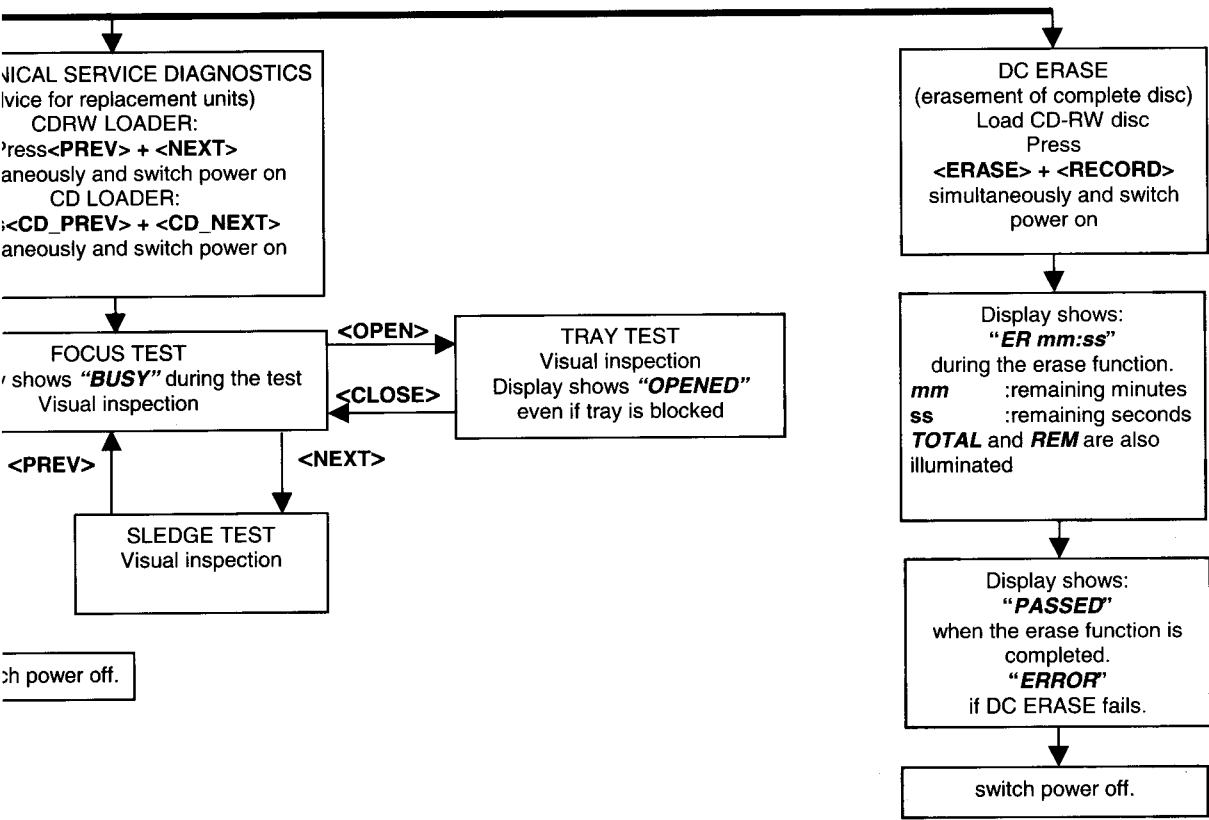 NICAL SERVICE DIAGNOSTICS
lvice for replacement units)
CDRW LOADER:
Press<PREV> + <NEXT>
aneously and switch power on
CD LOADER:
s<CD_PREV> + <CD_NEXT>
aneously and switch power on
FOCUS TEST
y shows "BUSY" during the test
Visual inspection
<OPEN>
<CLOSE>
TRAY TEST
Visual inspection
Display shows "OPENED"
even if tray is blocked
<PREV>
<NEXT>
SLEDGE TEST
Visual inspection
ch power off.
DC ERASE
(erasement of complete disc)
Load CD-RW disc
Press
<ERASE> + <RECORD>
simultaneously and switch
power on
Display shows:
"ER mm:ss"
during the erase function.
mm :remaining minutes
ss :remaining seconds
TOTAL and REM are also
illuminated
Display shows:
"PASSED"
when the erase function is
completed.
"ERROR"
if DC ERASE fails.
switch power off.